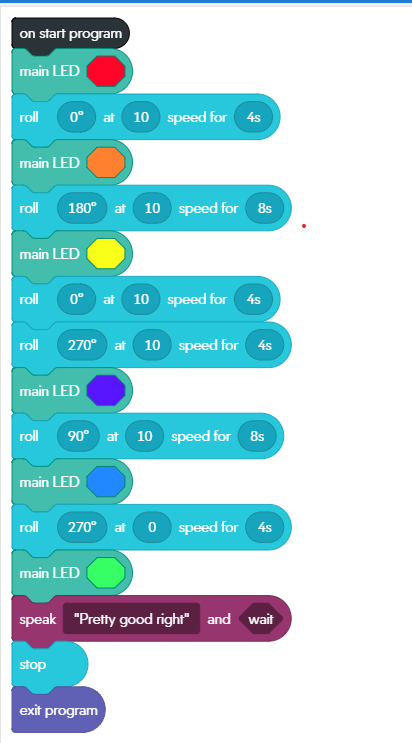 on start program
main LED
roll 0° at 10 speed for 4s
main LED
roll 180° at 10 speed for 8s
main LED
roll 0° at 10 speed for 4s
roll 270° at 10 speed for 4s
main LED
roll 90° at 10 speed for 8s
main LED
roll 270° at 0 speed for 4s
main LED
speak "Pretty good right" and wait
stop
exit program